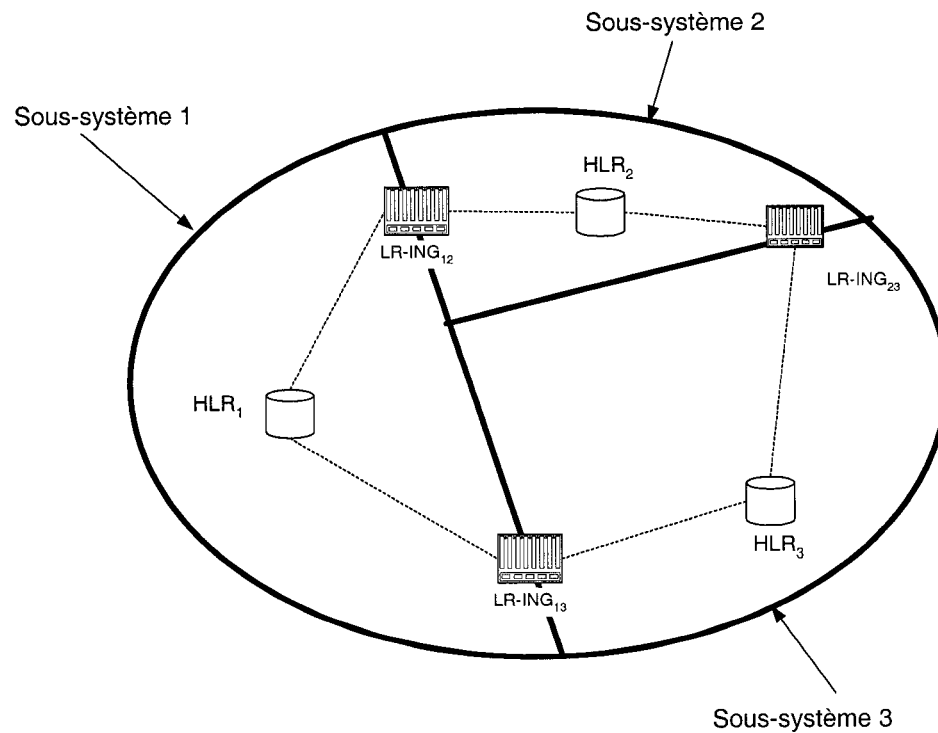 Sous-système 2
Sous-système 1
HLR₂
LR-ING₁₂
LR-ING₂₃
HLR₁
HLR₃
LR-ING₁₃
Sous-système 3